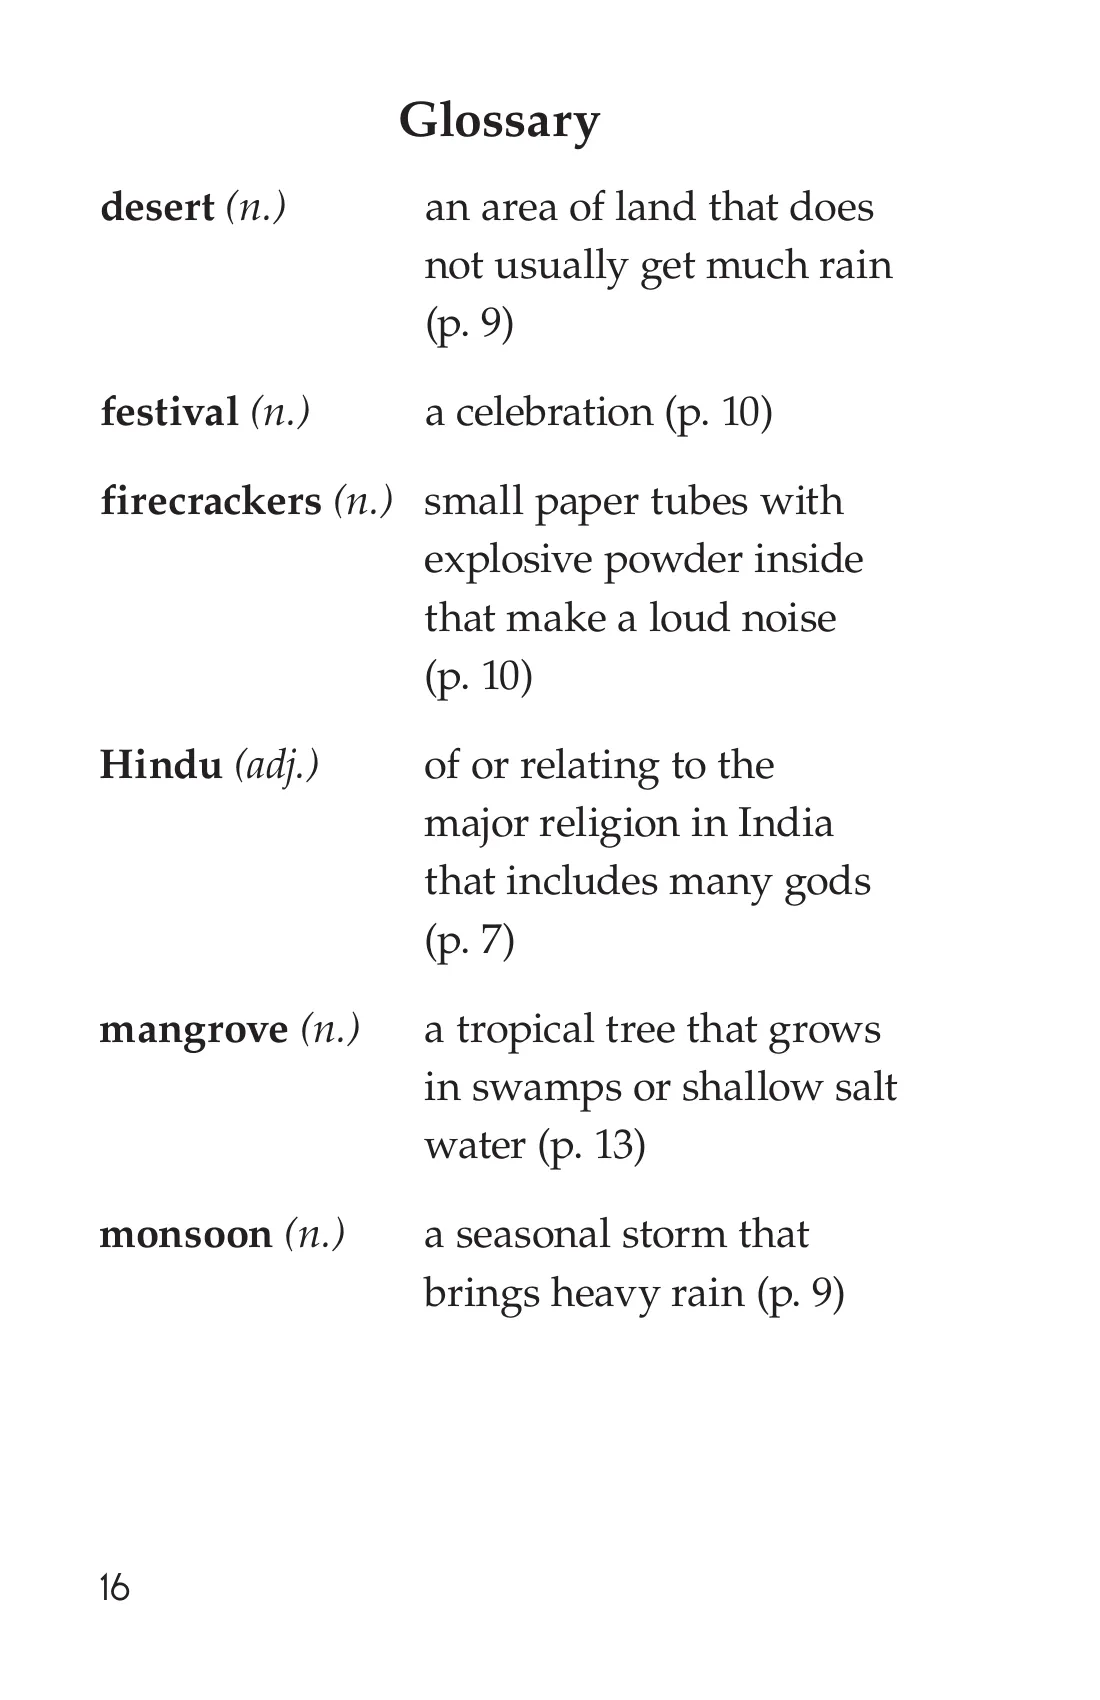 Glossary
desert (n.) an area of land that does
not usually get much rain
(p. 9)
festival (n.) a celebration (p. 10)
firecrackers (n.) small paper tubes with
explosive powder inside
that make a loud noise
(p. 10)
Hindu (adj.) of or relating to the
major religion in India
that includes many gods
(p. 7)
mangrove (n.) a tropical tree that grows
in swamps or shallow salt
water (p. 13)
monsoon (n.) a seasonal storm that
brings heavy rain (p. 9)
16